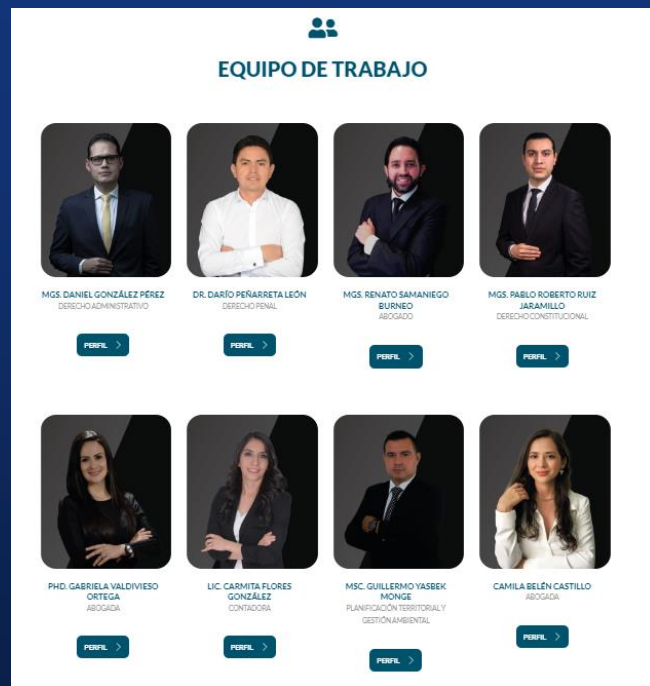 EQUIPO DE TRABAJO
MGS. DANIEL GONZÁLEZ PÉREZ
DERECHO ADMINISTRATIVO
PERFIL
DR. DARÍO PEÑARRETA LEÓN
DERECHO PENAL
PERFIL
MGS. RENATO SAMANIEGO
BURNEO
ABOGADO
PERFIL
MGS. PABLO ROBERTO RUIZ
JARAMILLO
DERECHO CONSTITUCIONAL
PERFIL
PHD. GABRIELA VALDIVIESO
ORTEGA
ABOGADA
PERFIL
LIC. CARMITA FLORES
GONZÁLEZ
CONTADORA
PERFIL
MSC. GUILLERMO YASBEK
MONGE
PLANIFICACIÓN TERRITORIAL Y
GESTIÓN AMBIENTAL
PERFIL
CAMILA BELÉN CASTILLO
ABOGADA
PERFIL